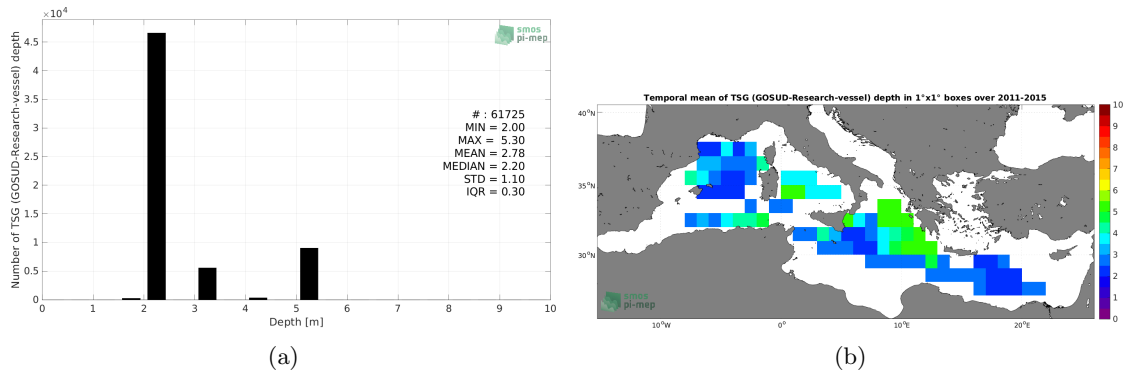 ×10⁴
smos
pi-mep
4.5
4
3.5
3
2.5
2
1.5
1
0.5
0
Number of TSG (GOSUD-Research-vessel) depth
# : 61725
MIN = 2.00
MAX = 5.30
MEAN = 2.78
MEDIAN = 2.20
STD = 1.10
IQR = 0.30
0 1 2 3 4 5 6 7 8 9 10
Depth [m]
(a)
Temporal mean of TSG (GOSUD-Research-vessel) depth in 1°x1° boxes over 2011-2015
40°N
35°N
30°N
10°W 0° 10°E 20°E
smos
pi-mep
10
9
8
7
6
5
4
3
2
1
0
(b)